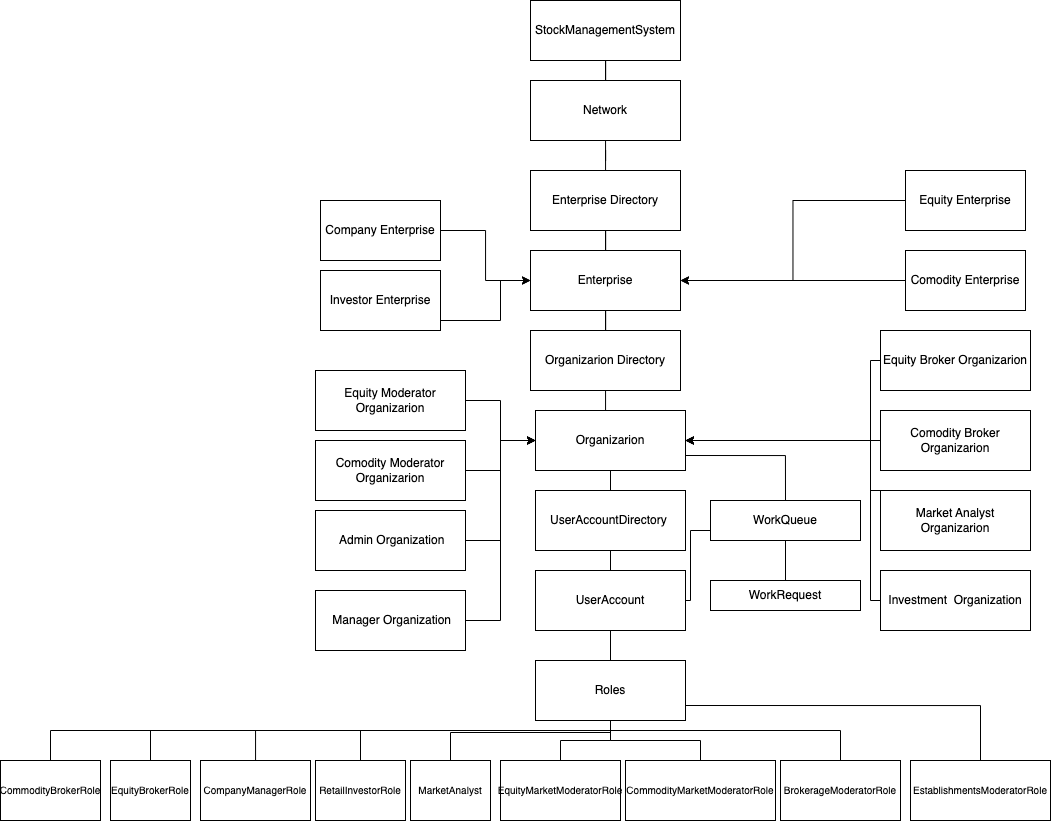 StockManagementSystem
Network
Enterprise Directory
Equity Enterprise
Company Enterprise
Enterprise
Comodity Enterprise
Investor Enterprise
Organizarion Directory
Equity Broker Organizarion
Equity Moderator
Organizarion
Organizarion
Comodity Broker
Organizarion
Comodity Moderator
Organizarion
UserAccountDirectory
WorkQueue
Market Analyst
Organizarion
Admin Organization
UserAccount
WorkRequest
Investment  Organization
Manager Organization
Roles
CommodityBrokerRole
EquityBrokerRole
CompanyManagerRole
RetailInvestorRole
MarketAnalyst
EquityMarketModeratorRole
CommodityMarketModeratorRole
BrokerageModeratorRole
EstablishmentsModeratorRole